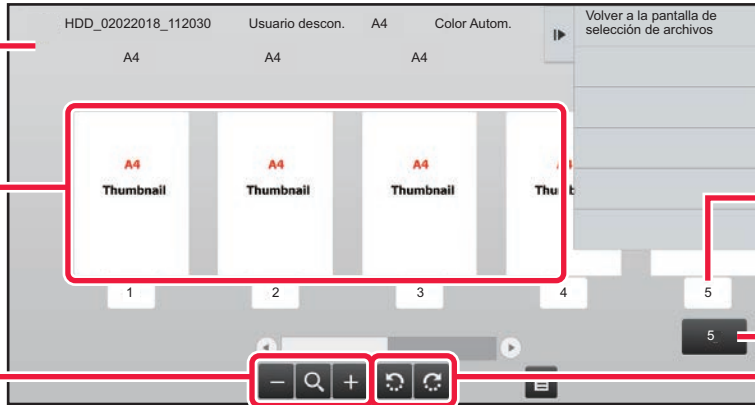 HDD_02022018_112030 Usuario descon. A4 Color Autom.
Volver a la pantalla de
selección de archivos
A4 A4 A4
A4 A4 A4
Thumbnail Thumbnail Thumbnail
1 2 3 4 5
5